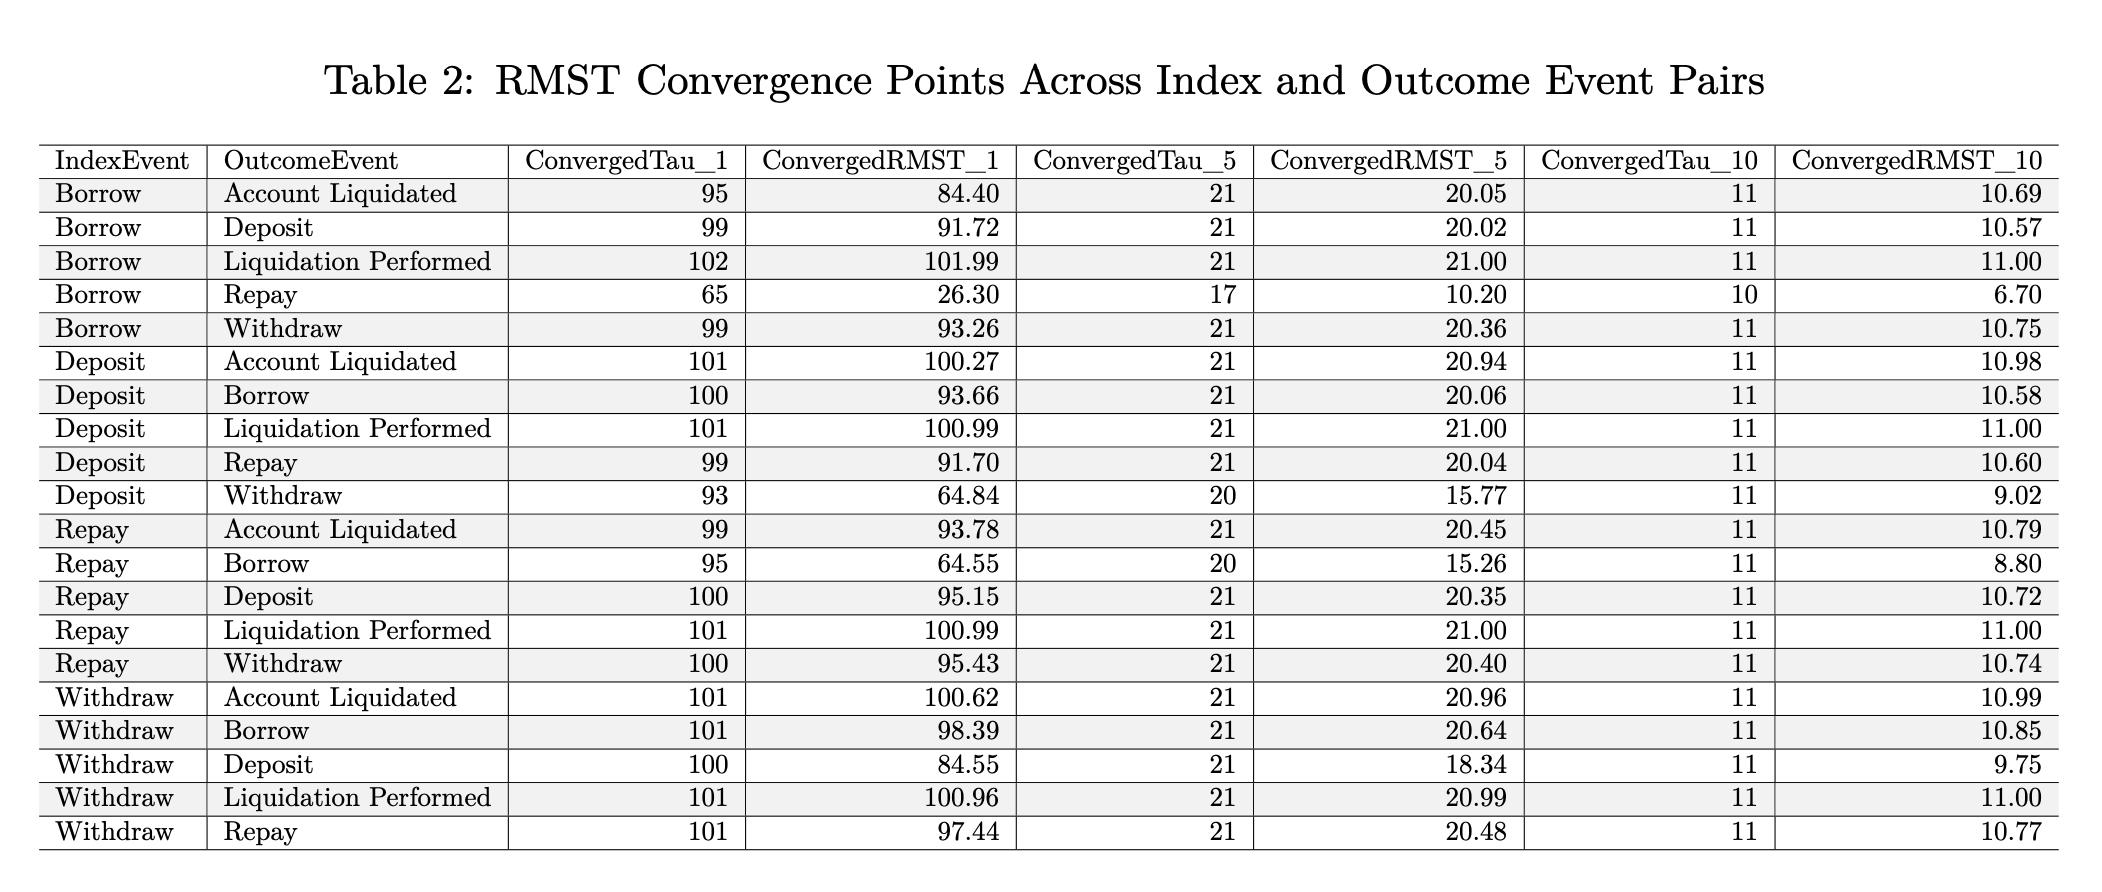 Table 2: RMST Convergence Points Across Index and Outcome Event Pairs
IndexEvent OutcomeEvent ConvergedTau_1 ConvergedRMST_1 ConvergedTau_5 ConvergedRMST_5 ConvergedTau_10 ConvergedRMST_10
Borrow Account Liquidated 95 84.40 21 20.05 11 10.69
Borrow Deposit 99 91.72 21 20.02 11 10.57
Borrow Liquidation Performed 102 101.99 21 21.00 11 11.00
Borrow Repay 65 26.30 17 10.20 10 6.70
Borrow Withdraw 99 93.26 21 20.36 11 10.75
Deposit Account Liquidated 101 100.27 21 20.94 11 10.98
Deposit Borrow 100 93.66 21 20.06 11 10.58
Deposit Liquidation Performed 101 100.99 21 21.00 11 11.00
Deposit Repay 99 91.70 21 20.04 11 10.60
Deposit Withdraw 93 64.84 20 15.77 11 9.02
Repay Account Liquidated 99 93.78 21 20.45 11 10.79
Repay Borrow 95 64.55 20 15.26 11 8.80
Repay Deposit 100 95.15 21 20.35 11 10.72
Repay Liquidation Performed 101 100.99 21 21.00 11 11.00
Repay Withdraw 100 95.43 21 20.40 11 10.74
Withdraw Account Liquidated 101 100.62 21 20.96 11 10.99
Withdraw Borrow 101 98.39 21 20.64 11 10.85
Withdraw Deposit 100 84.55 21 18.34 11 9.75
Withdraw Liquidation Performed 101 100.96 21 20.99 11 11.00
Withdraw Repay 101 97.44 21 20.48 11 10.77